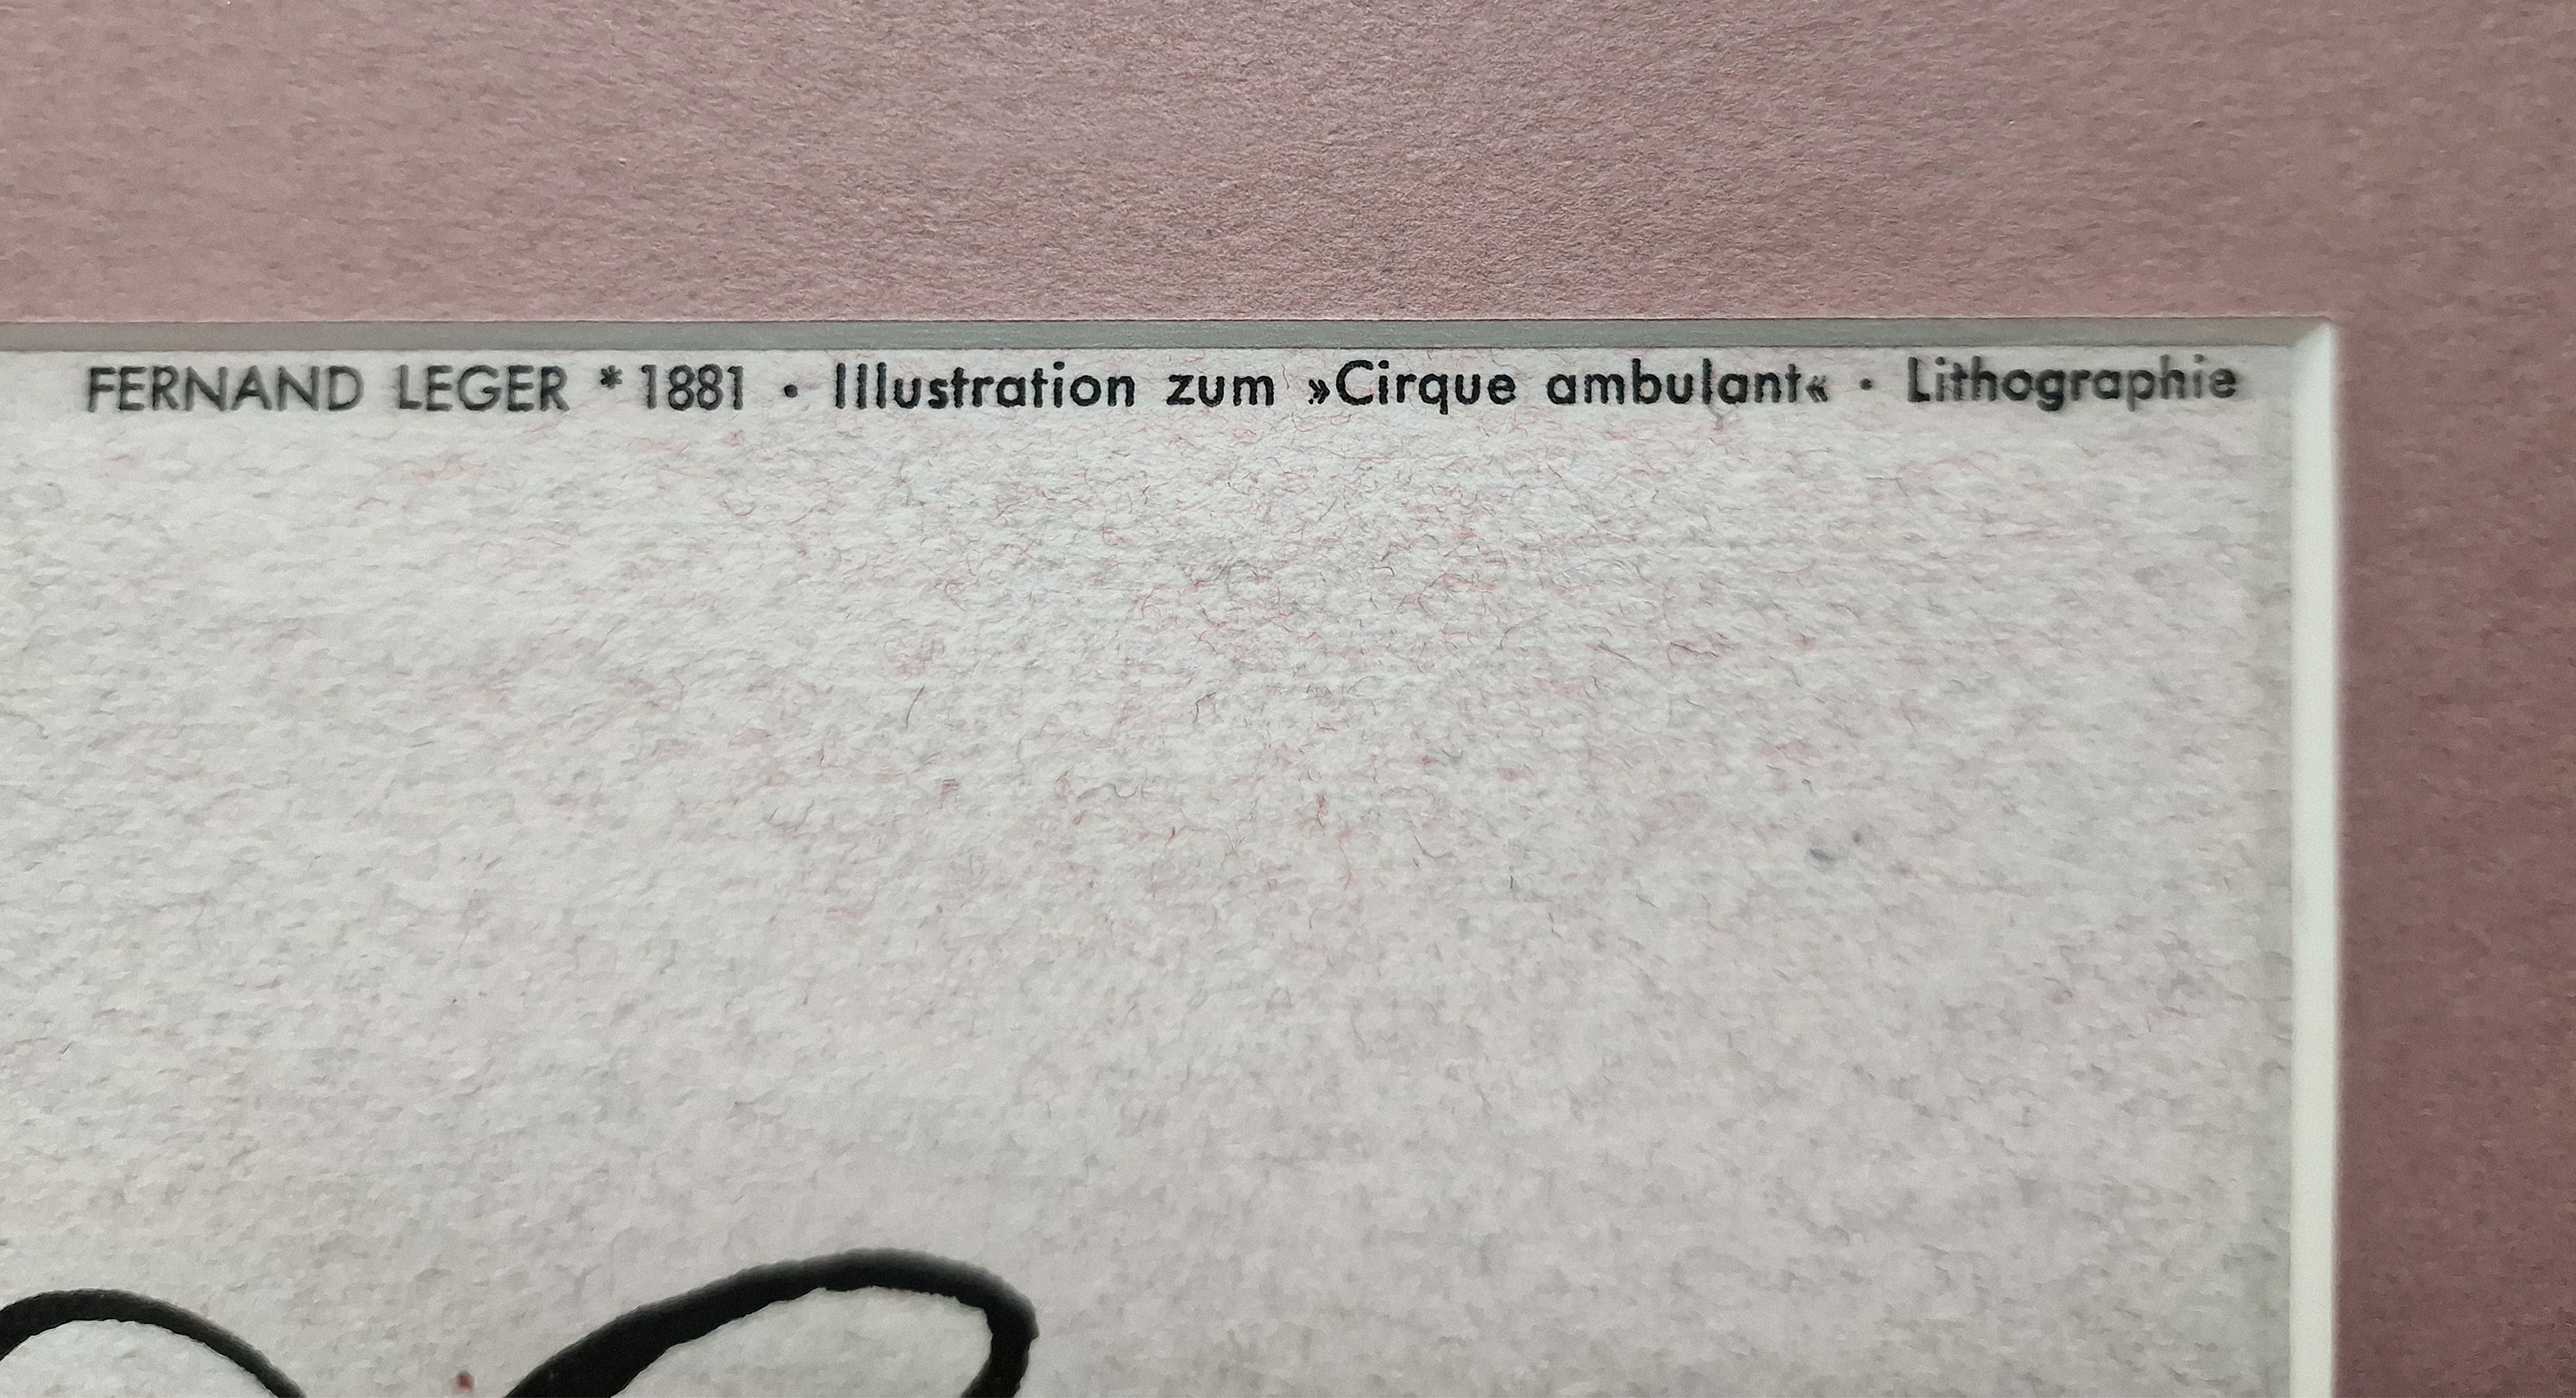 FERNAND LEGER *1881 · Illustration zum »Cirque ambulant« · Lithographie